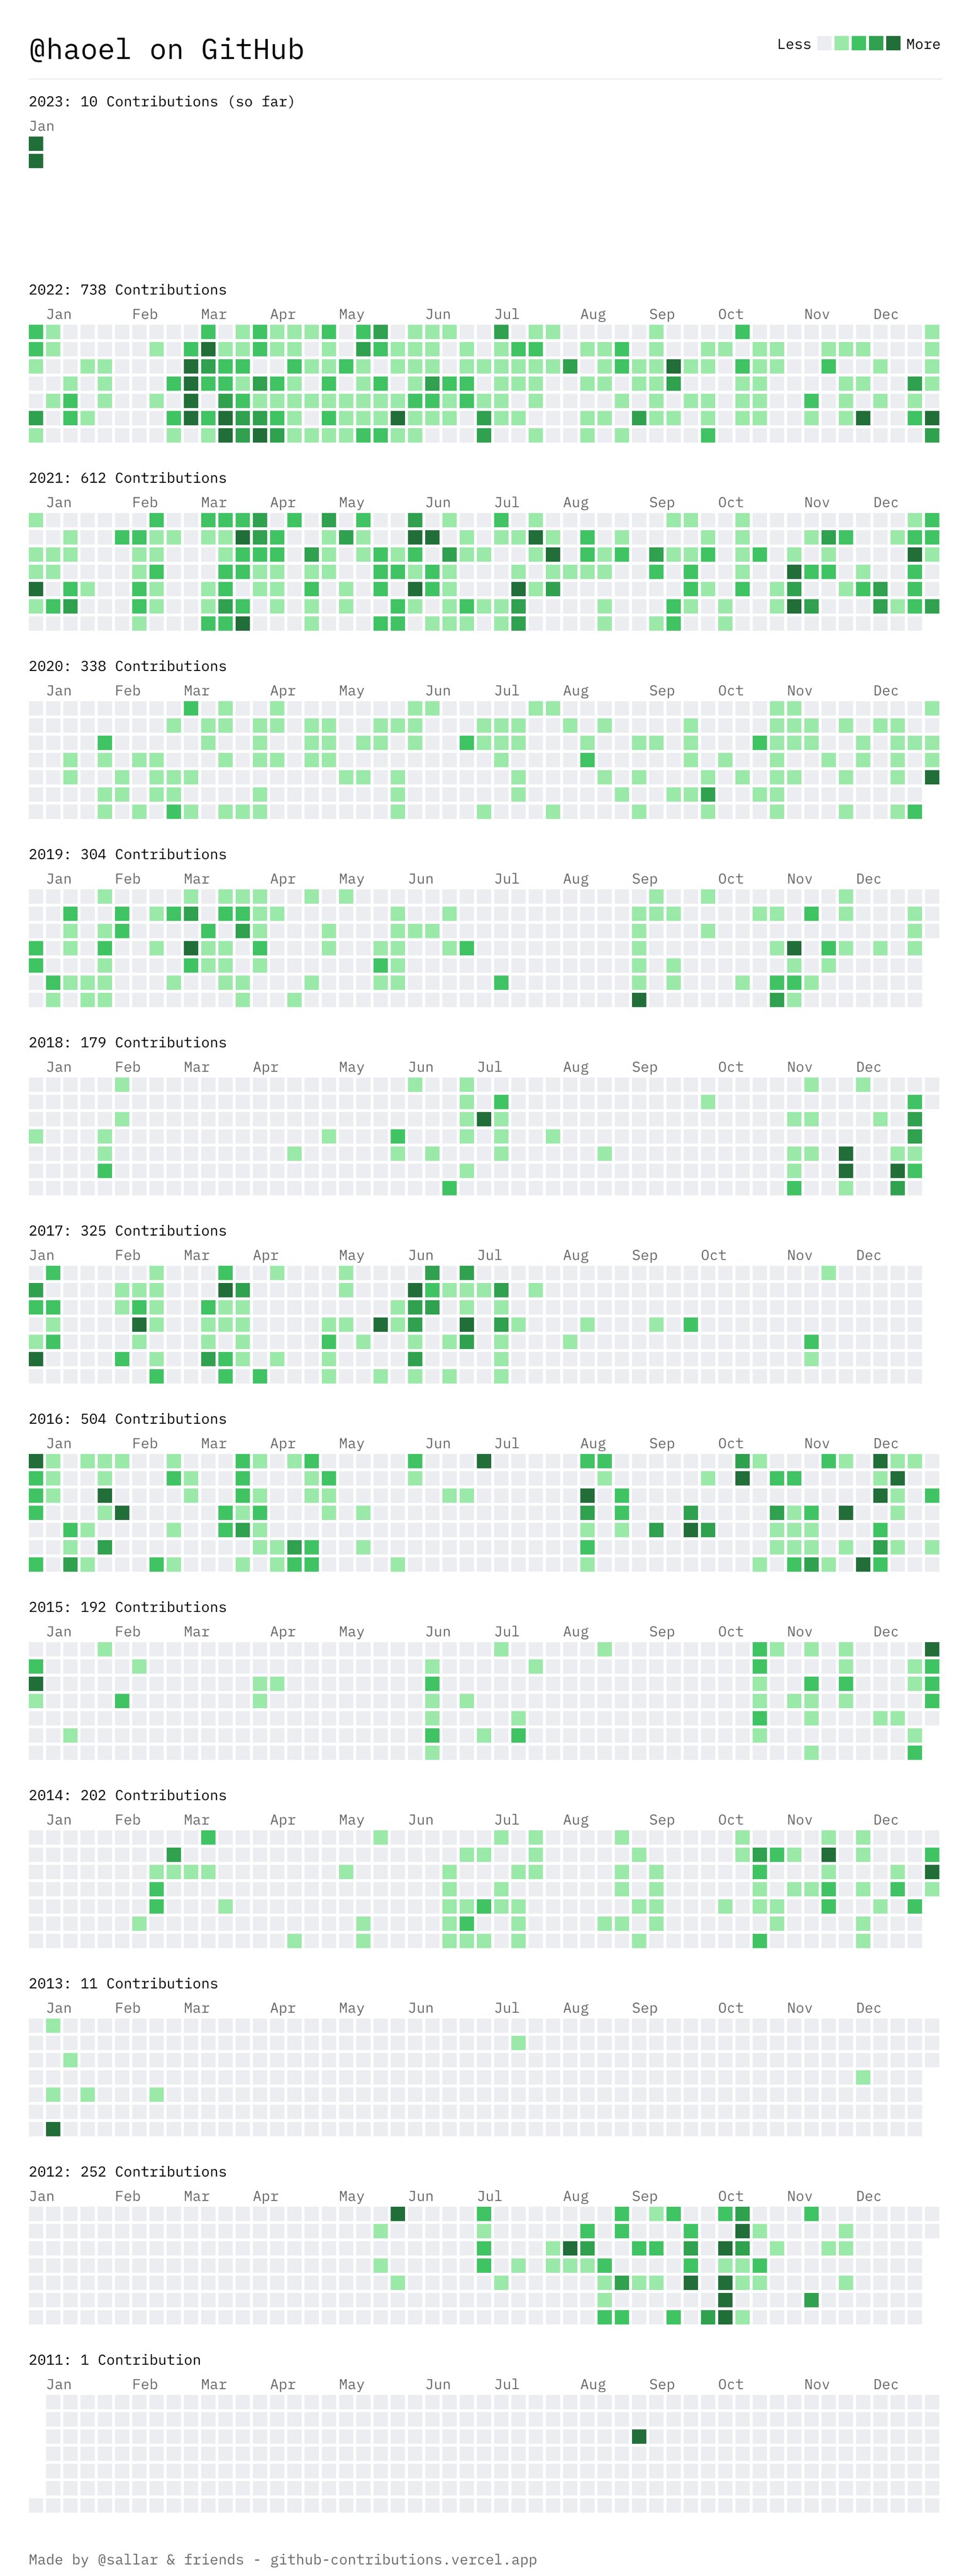 @haoel on GitHub
Less More
2023: 10 Contributions (so far)
Jan
2022: 738 Contributions
Jan Feb Mar Apr May Jun Jul Aug Sep Oct Nov Dec
2021: 612 Contributions
Jan Feb Mar Apr May Jun Jul Aug Sep Oct Nov Dec
2020: 338 Contributions
Jan Feb Mar Apr May Jun Jul Aug Sep Oct Nov Dec
2019: 304 Contributions
Jan Feb Mar Apr May Jun Jul Aug Sep Oct Nov Dec
2018: 179 Contributions
Jan Feb Mar Apr May Jun Jul Aug Sep Oct Nov Dec
2017: 325 Contributions
Jan Feb Mar Apr May Jun Jul Aug Sep Oct Nov Dec
2016: 504 Contributions
Jan Feb Mar Apr May Jun Jul Aug Sep Oct Nov Dec
2015: 192 Contributions
Jan Feb Mar Apr May Jun Jul Aug Sep Oct Nov Dec
2014: 202 Contributions
Jan Feb Mar Apr May Jun Jul Aug Sep Oct Nov Dec
2013: 11 Contributions
Jan Feb Mar Apr May Jun Jul Aug Sep Oct Nov Dec
2012: 252 Contributions
Jan Feb Mar Apr May Jun Jul Aug Sep Oct Nov Dec
2011: 1 Contribution
Jan Feb Mar Apr May Jun Jul Aug Sep Oct Nov Dec
Made by @sallar & friends - github-contributions.vercel.app